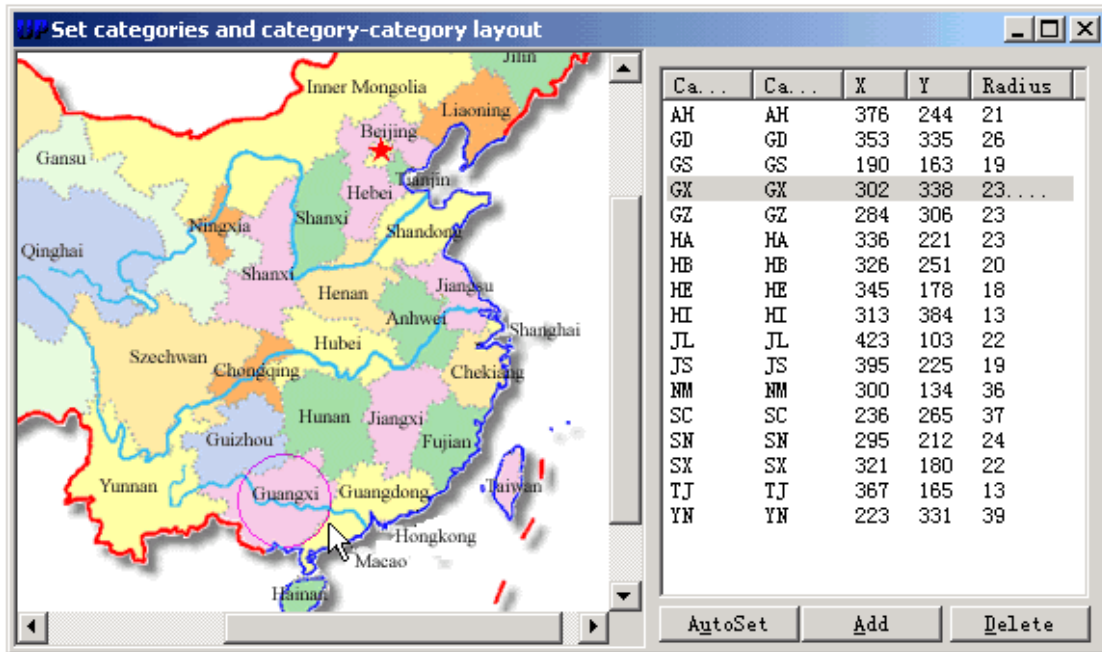 UP Set categories and category-category layout
Jilin
Inner Mongolia
Liaoning
Beijing
Gansu
Tianjin
Hebei
Ningxia
Shanxi
Shandong
Qinghai
Shanxi
Henan
Jiangsu
Anhwei
Shanghai
Hubei
Szechwan
Chongqing
Chekiang
Hunan
Jiangxi
Guizhou
Fujian
Yunnan
Guangxi
Guangdong
Taiwan
Hongkong
Macao
Hainan
Ca... Ca... X Y Radius
AH AH 376 244 21
GD GD 353 335 26
GS GS 190 163 19
GX GX 302 338 23....
GZ GZ 284 306 23
HA HA 336 221 23
HB HB 326 251 20
HE HE 345 178 18
HI HI 313 384 13
JL JL 423 103 22
JS JS 395 225 19
NM NM 300 134 36
SC SC 236 265 37
SN SN 295 212 24
SX SX 321 180 22
TJ TJ 367 165 13
YN YN 223 331 39
AutoSet Add Delete